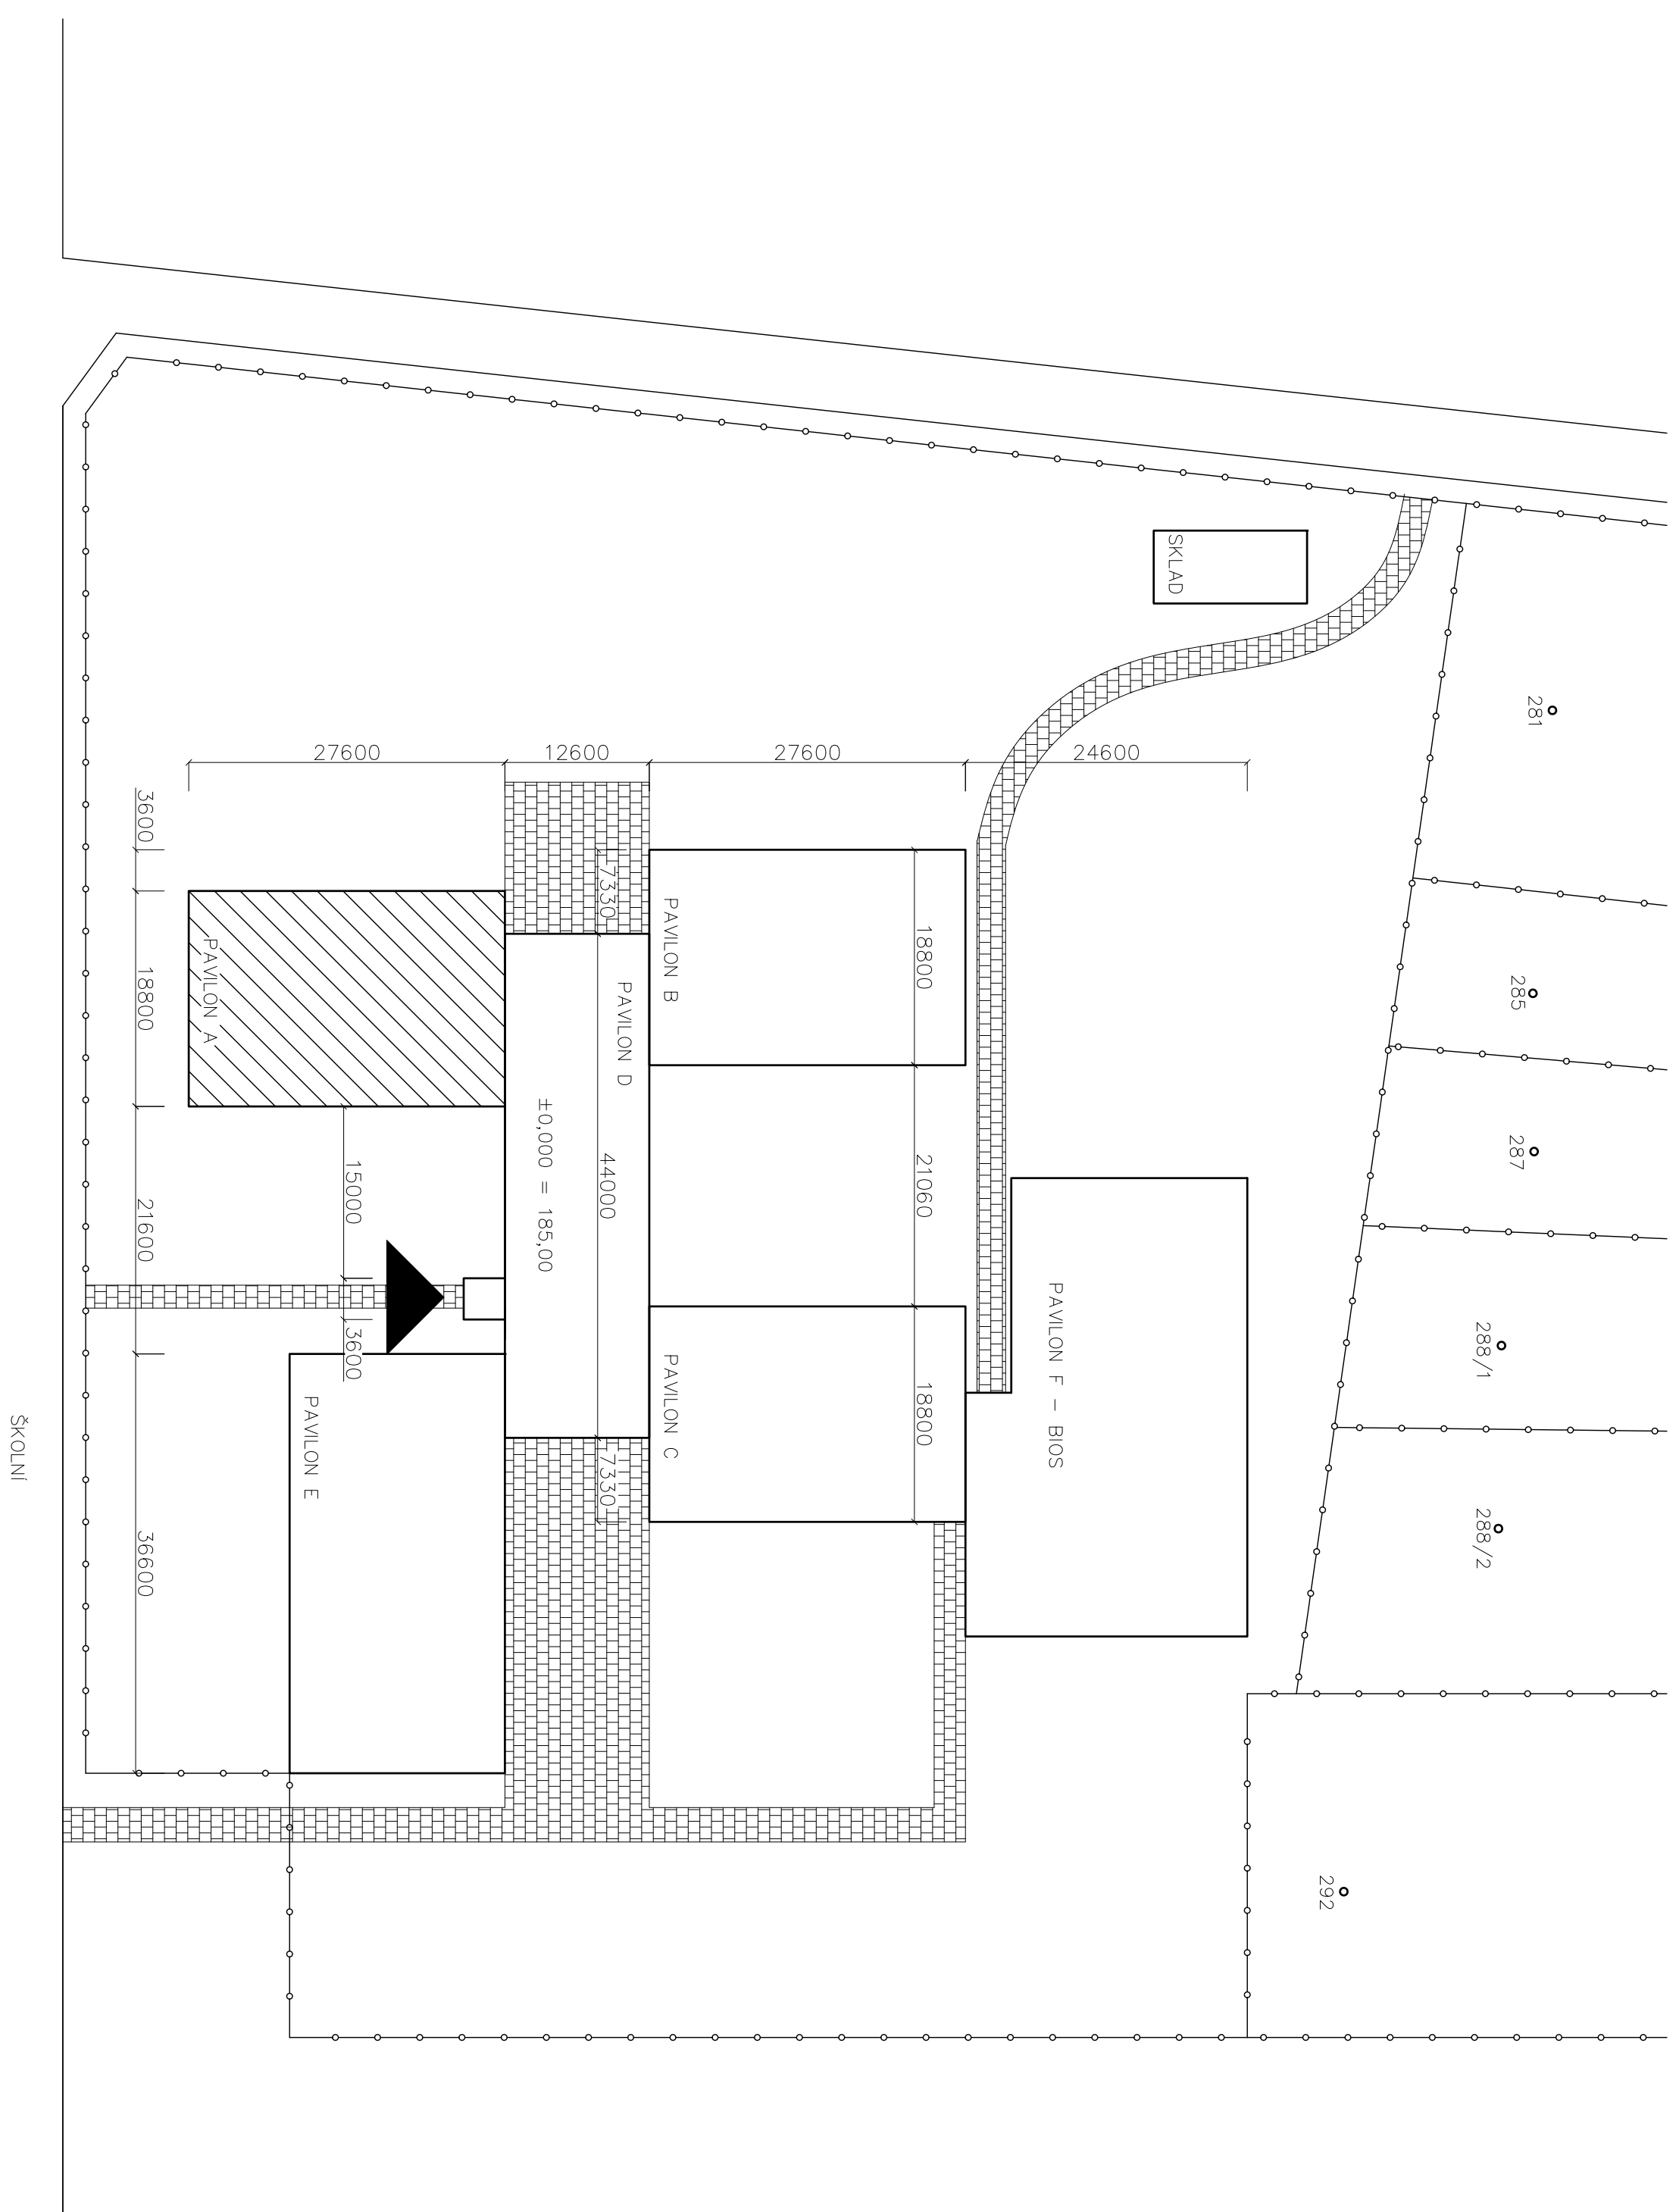 281
285
287
288/1
288/2
292
SKLAD
27600
12600
27600
24600
3600
18800
21600
36600
7330
44000
7330
18800
21060
18800
15000
3600
PAVILON A
PAVILON B
PAVILON C
PAVILON D
±0,000 = 185,00
PAVILON E
PAVILON F – BIOS
ŠKOLNÍ